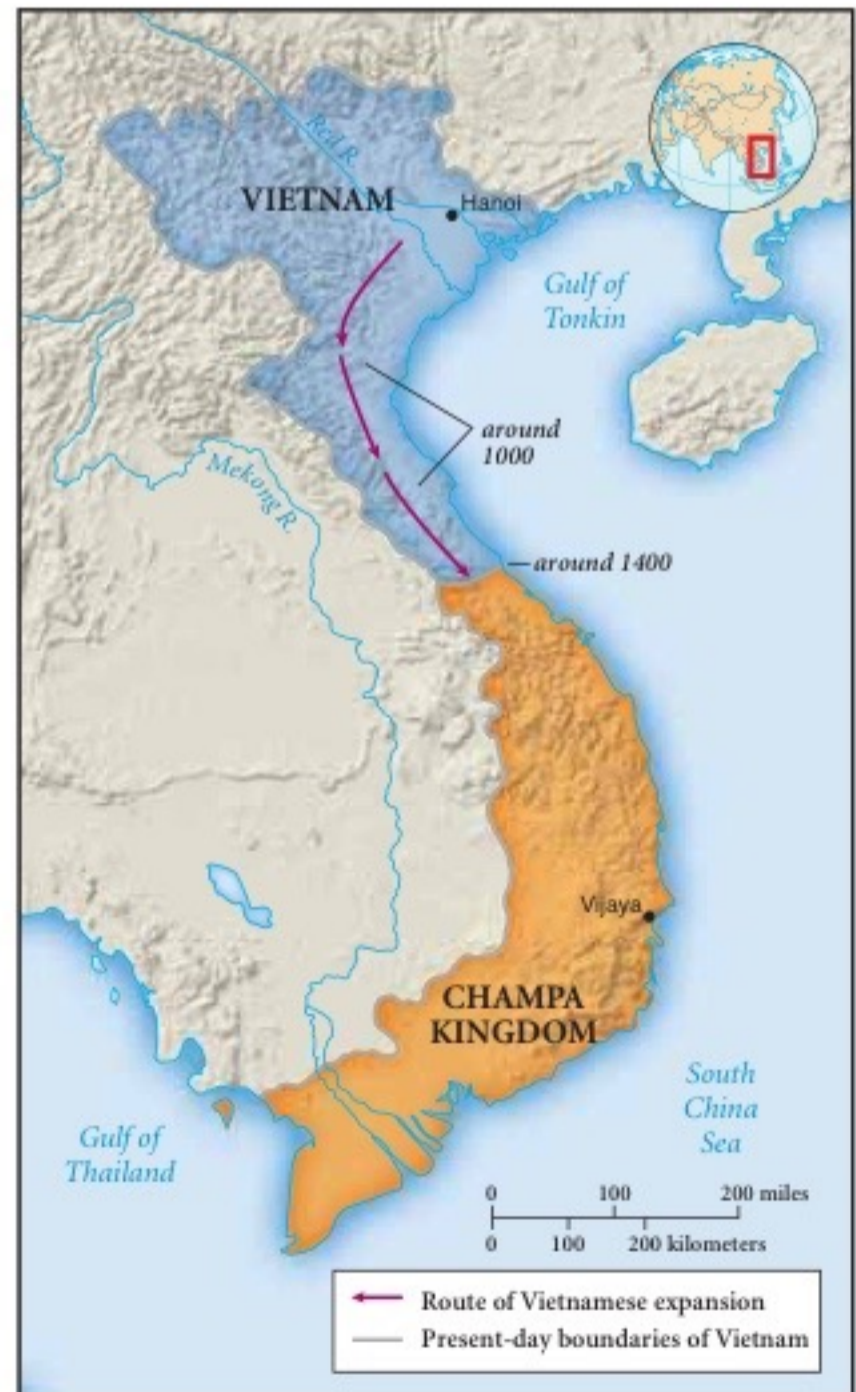 Red R.
VIETNAM
Hanoi
Gulf of
Tonkin
around
1000
Mekong R.
around 1400
Vijaya
CHAMPA
KINGDOM
South
China
Sea
Gulf of
Thailand
0 100 200 miles
0 100 200 kilometers
Route of Vietnamese expansion
Present-day boundaries of Vietnam